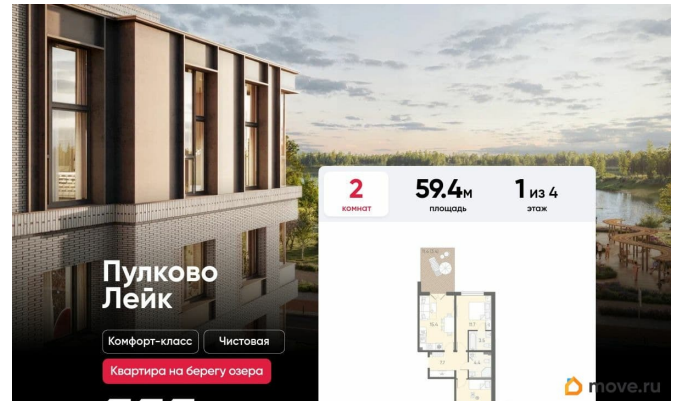 2
комнат
59.4м
площадь
1 из 4
этаж
Пулково
Лейк
Комфорт-класс
Чистовая
Квартира на берегу озера
move.ru